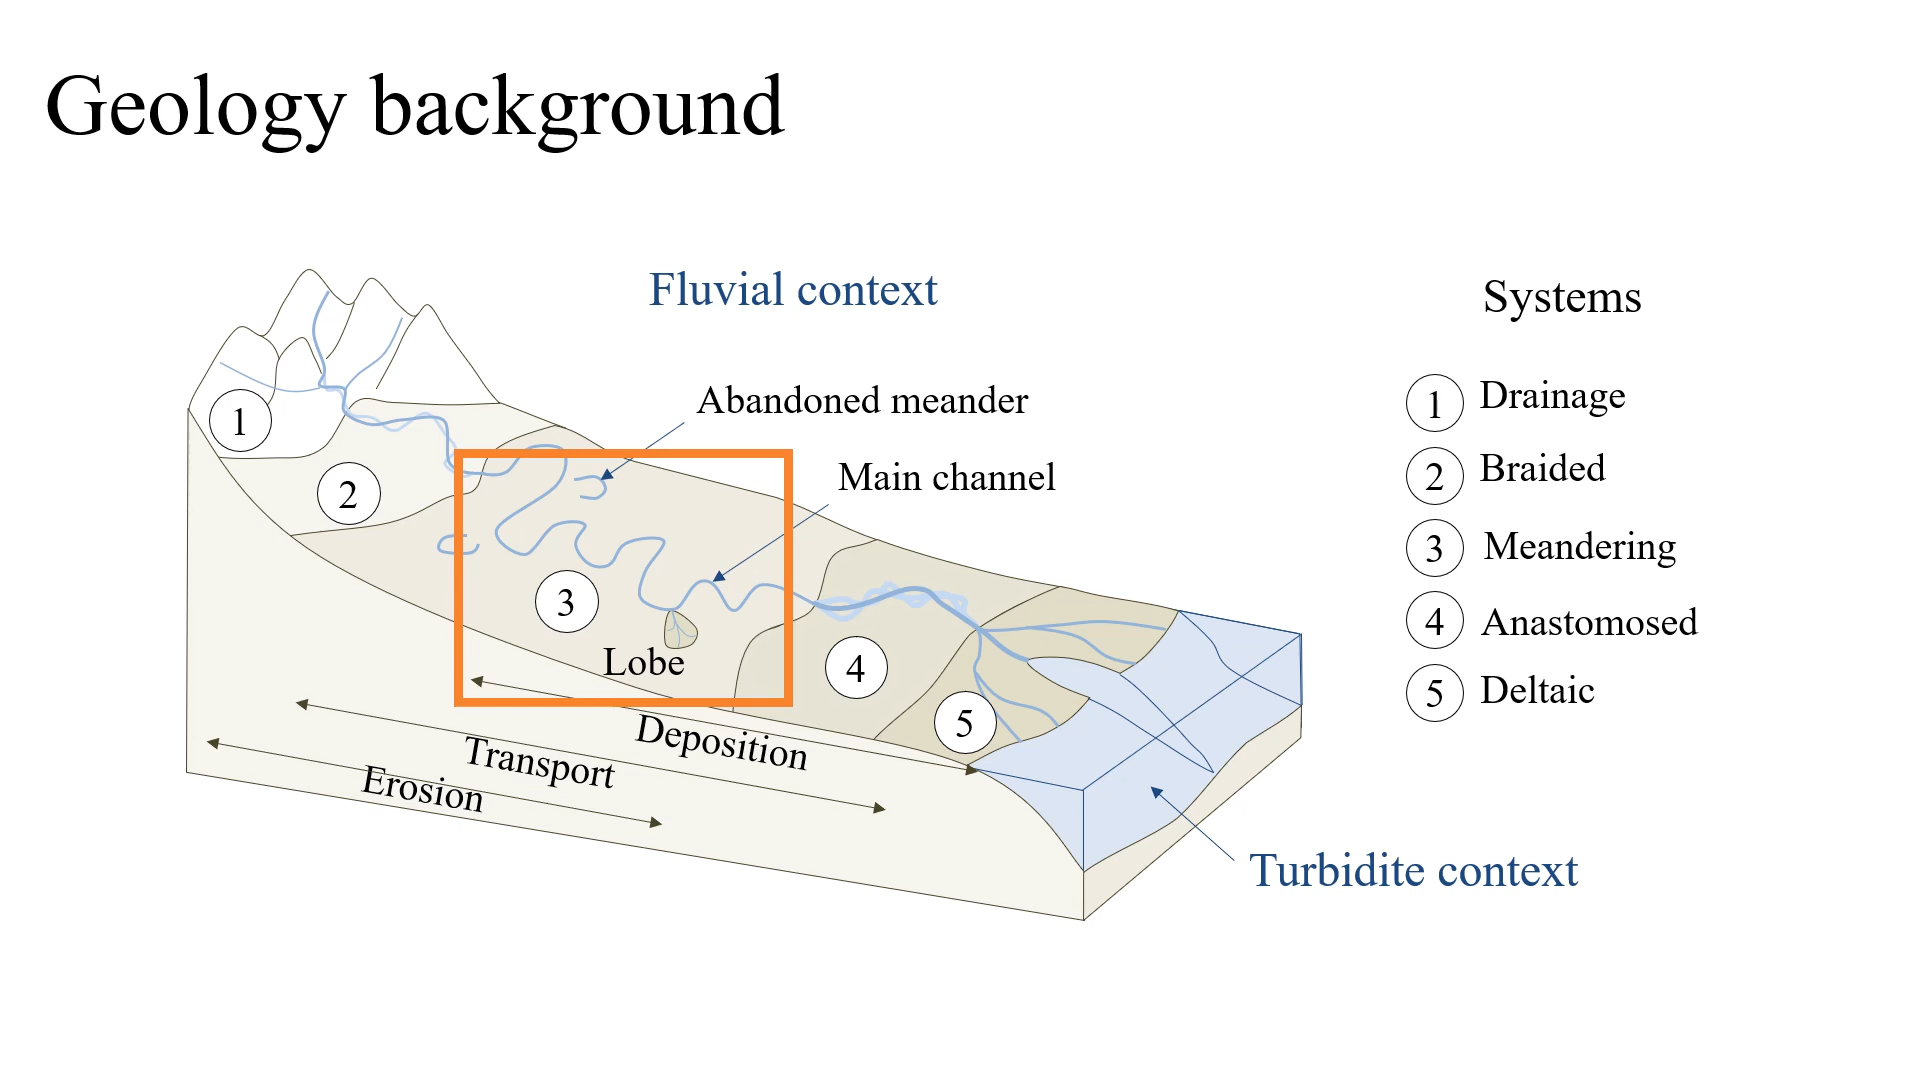 Geology background
Fluvial context
Abandoned meander
Main channel
1
2
3
Lobe
4
5
Deposition
Transport
Erosion
Turbidite context
Systems
1 Drainage
2 Braided
3 Meandering
4 Anastomosed
5 Deltaic